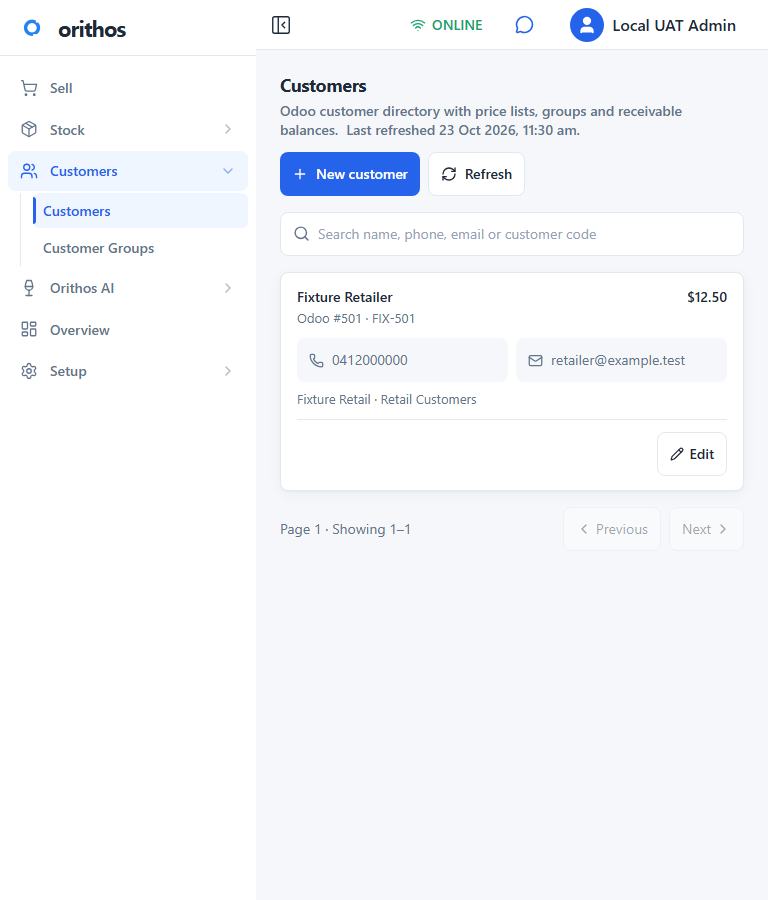 orithos
ONLINE
Local UAT Admin
Sell
Stock
Customers
Customers
Customer Groups
Orithos AI
Overview
Setup
Customers
Odoo customer directory with price lists, groups and receivable
balances. Last refreshed 23 Oct 2026, 11:30 am.
New customer
Refresh
Search name, phone, email or customer code
Fixture Retailer
$12.50
Odoo #501 · FIX-501
0412000000
retailer@example.test
Fixture Retail · Retail Customers
Edit
Page 1 · Showing 1–1
Previous
Next